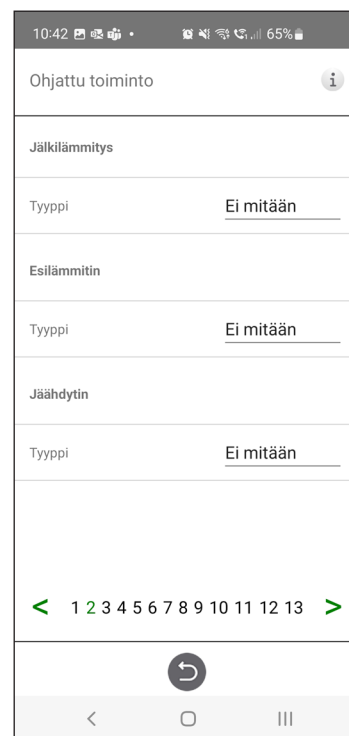 10:42 65%
Ohjattu toiminto i
Jälkilämmitys
Tyyppi Ei mitään
Esilämmitin
Tyyppi Ei mitään
Jäähdytin
Tyyppi Ei mitään
< 1 2 3 4 5 6 7 8 9 10 11 12 13 >